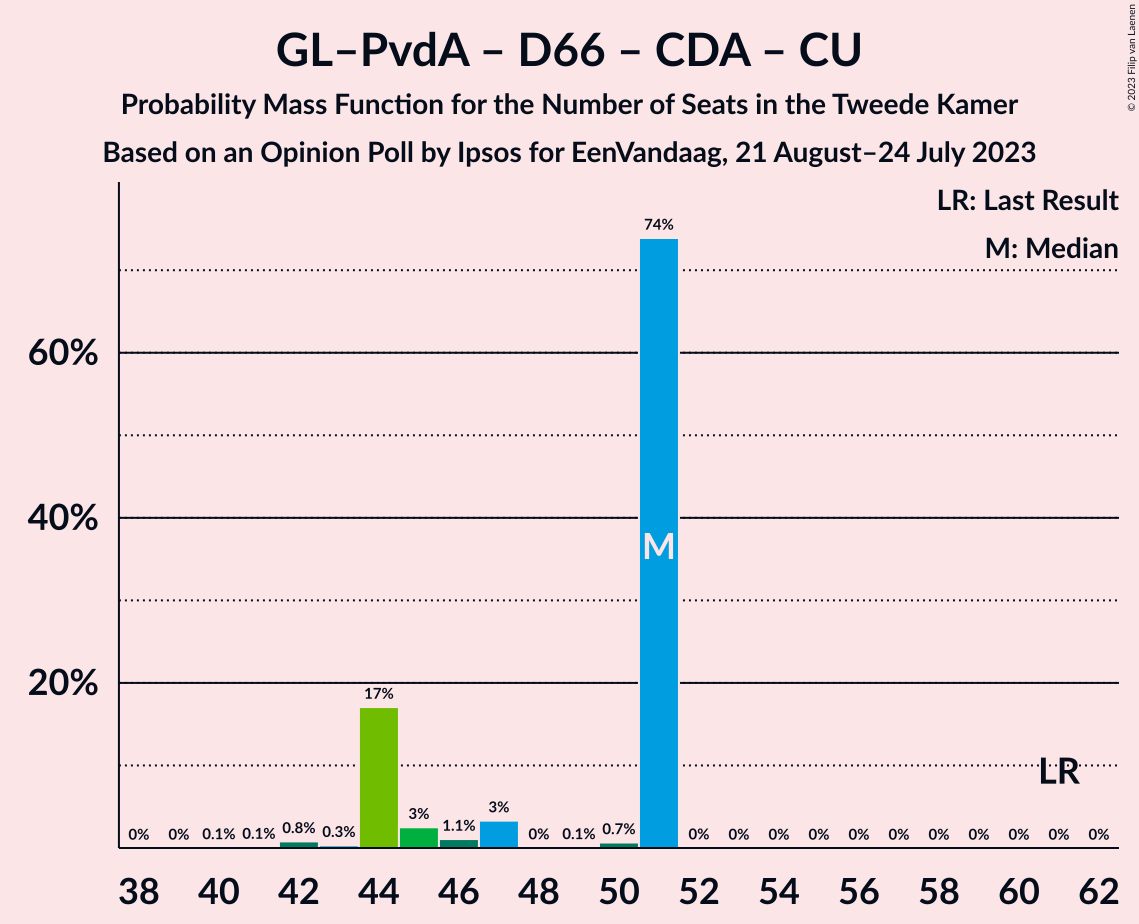 GL–PvdA – D66 – CDA – CU
Probability Mass Function for the Number of Seats in the Tweede Kamer
Based on an Opinion Poll by Ipsos for EenVandaag, 21 August–24 July 2023
© 2023 Filip van Laenen
LR: Last Result
M: Median
60%
40%
20%
0% 0% 0.1% 0.1% 0.8% 0.3% 17% 3% 1.1% 3% 0% 0.1% 0.7% 74% 0% 0% 0% 0% 0% 0% 0% 0% 0% 0% 0%
M
LR
38 40 42 44 46 48 50 52 54 56 58 60 62